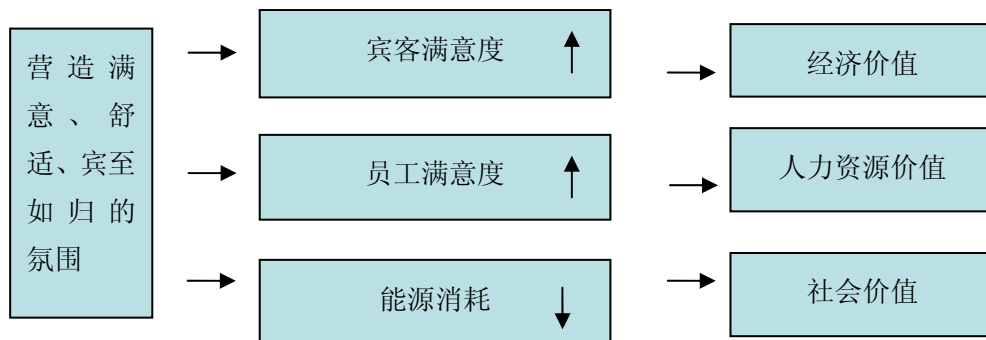 营造满
意、舒
适、宾至
如归的
氛围
宾客满意度
员工满意度
能源消耗
经济价值
人力资源价值
社会价值